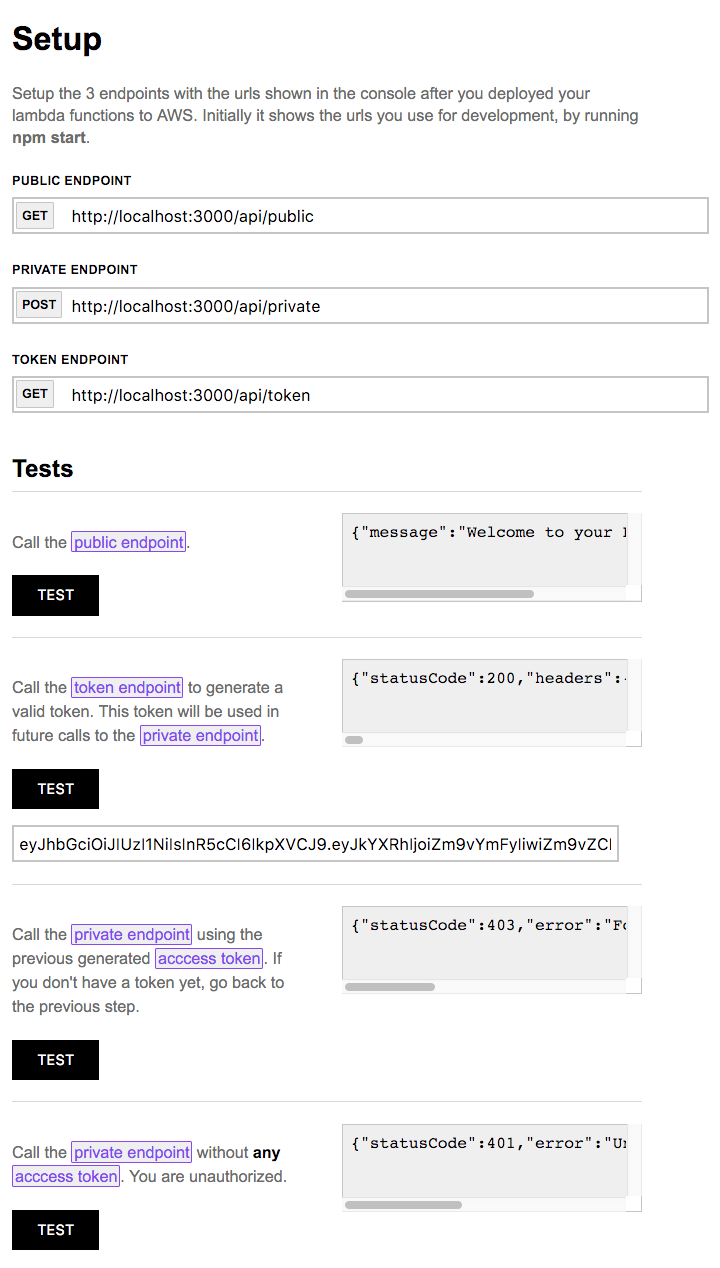 Setup
Setup the 3 endpoints with the urls shown in the console after you deployed your
lambda functions to AWS. Initially it shows the urls you use for development, by running
npm start.
PUBLIC ENDPOINT
GET http://localhost:3000/api/public
PRIVATE ENDPOINT
POST http://localhost:3000/api/private
TOKEN ENDPOINT
GET http://localhost:3000/api/token
Tests
Call the public endpoint.
TEST
{"message":"Welcome to your
Call the token endpoint to generate a
valid token. This token will be used in
future calls to the private endpoint.
TEST
{"statusCode":200,"headers":
eyJhbGciOiJIUzI1NiIsInR5cCI6IkpXVCJ9.eyJkYXRhIjoiZm9vYmFyIiwiZm9vZCI
Call the private endpoint using the
previous generated acccess token. If
you don't have a token yet, go back to
the previous step.
TEST
{"statusCode":403,"error":"Fo
Call the private endpoint without any
acccess token. You are unauthorized.
TEST
{"statusCode":401,"error":"Un